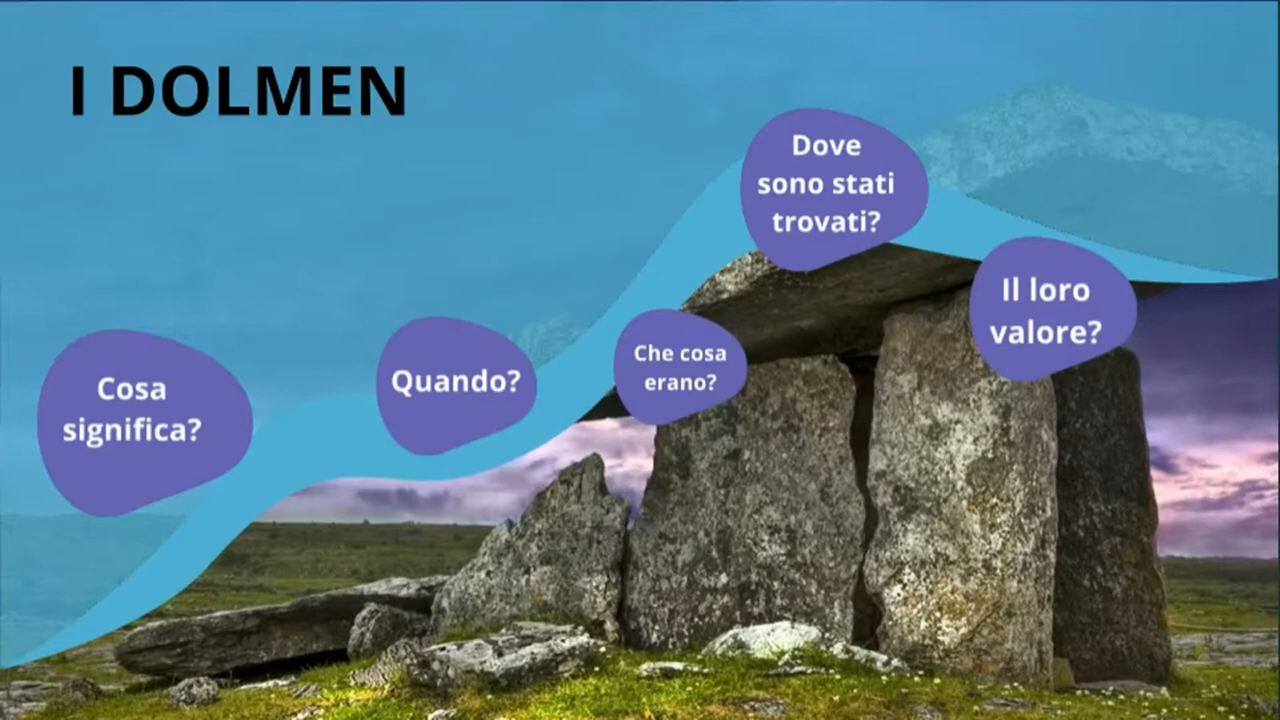 I DOLMEN
Cosa
significa?
Quando?
Che cosa
erano?
Dove
sono stati
trovati?
Il loro
valore?